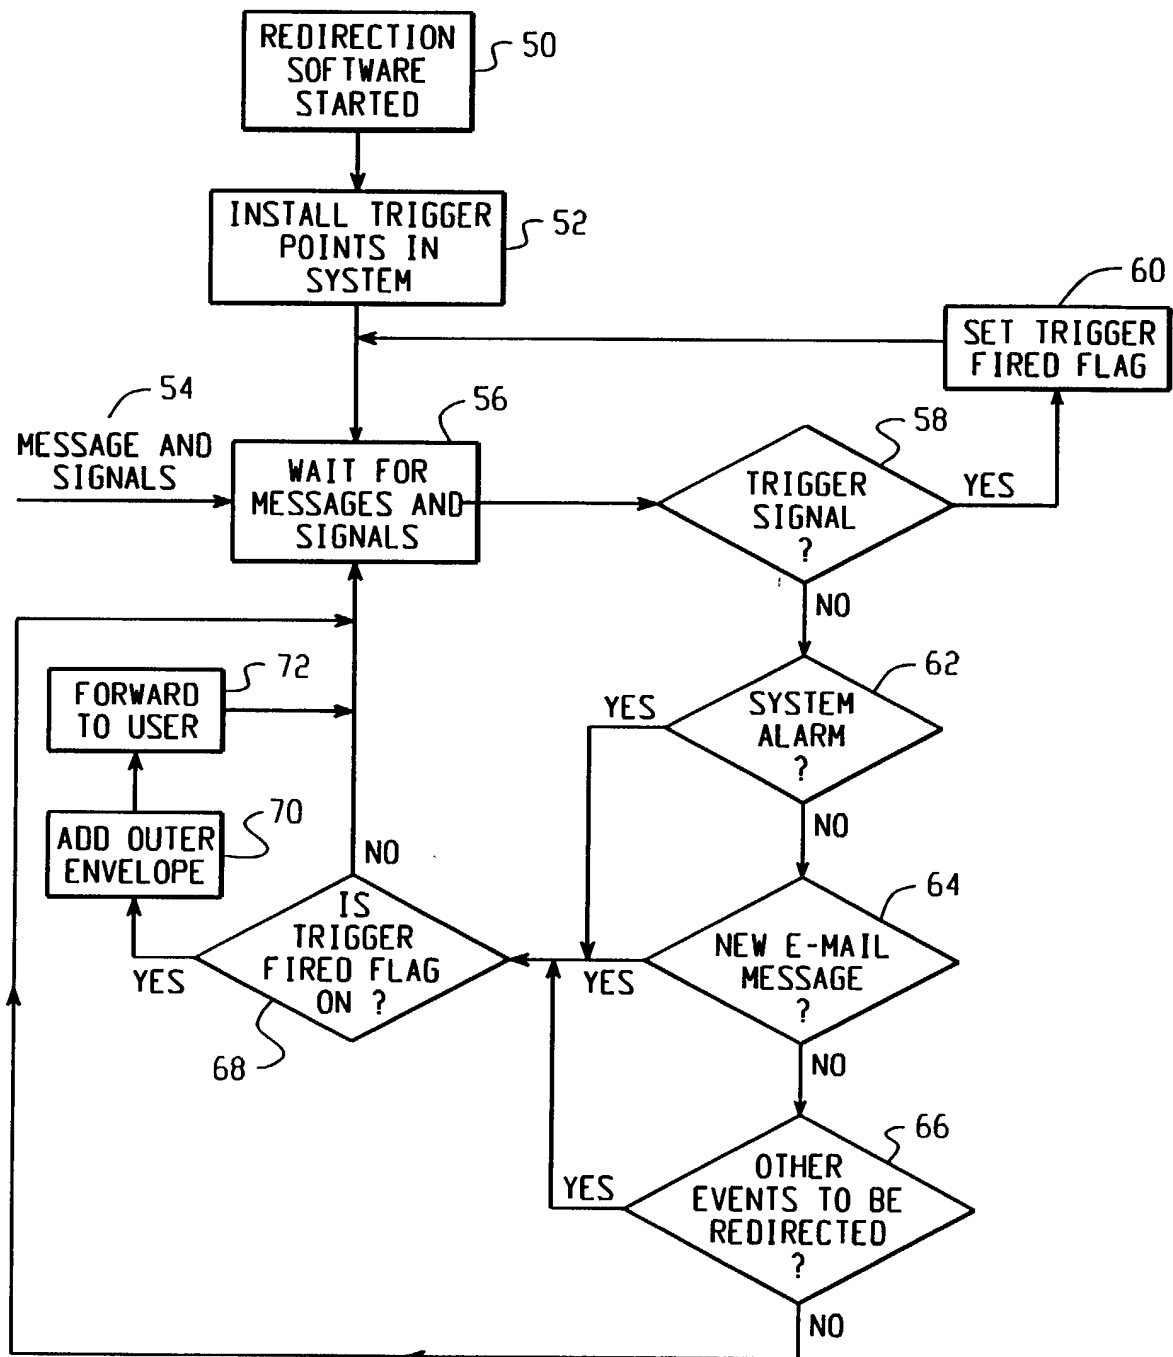 REDIRECTION
SOFTWARE
STARTED
50
INSTALL TRIGGER
POINTS IN
SYSTEM
52
60
SET TRIGGER
FIRED FLAG
54
MESSAGE AND
SIGNALS
56
WAIT FOR
MESSAGES AND
SIGNALS
58
TRIGGER
SIGNAL
?
YES
NO
62
SYSTEM
ALARM
?
YES
NO
72
FORWARD
TO USER
70
ADD OUTER
ENVELOPE
NO
64
NEW E-MAIL
MESSAGE
?
YES
NO
IS
TRIGGER
FIRED FLAG
ON ?
YES
68
66
OTHER
EVENTS TO BE
REDIRECTED
?
YES
NO